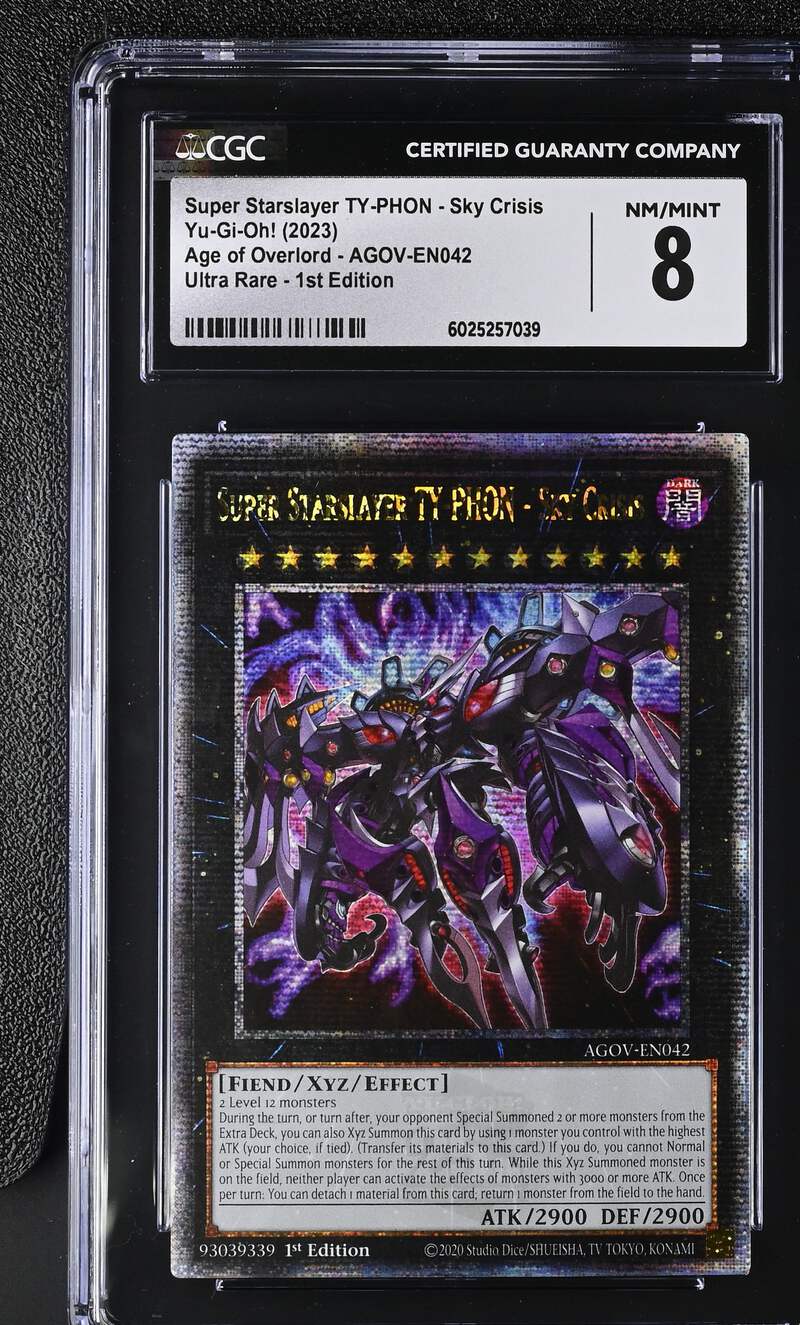 CGC
CERTIFIED GUARANTY COMPANY
Super Starslayer TY-PHON - Sky Crisis
Yu-Gi-Oh! (2023)
Age of Overlord - AGOV-EN042
Ultra Rare - 1st Edition
6025257039
NM/MINT
8
Super Starslayer TY-PHON - Sky Crisis
DARK
闇
AGOV-EN042
[Fiend/Xyz/Effect]
2 Level 12 monsters
During the turn, or turn after, your opponent Special Summoned 2 or more monsters from the
Extra Deck, you can also Xyz Summon this card by using 1 monster you control with the highest
ATK (your choice, if tied). (Transfer its materials to this card.) If you do, you cannot Normal
or Special Summon monsters for the rest of this turn. While this Xyz Summoned monster is
on the field, neither player can activate the effects of monsters with 3000 or more ATK. Once
per turn: You can detach 1 material from this card; return 1 monster from the field to the hand.
ATK/2900 DEF/2900
93039339 1st Edition
©2020 Studio Dice/SHUEISHA, TV TOKYO, KONAMI